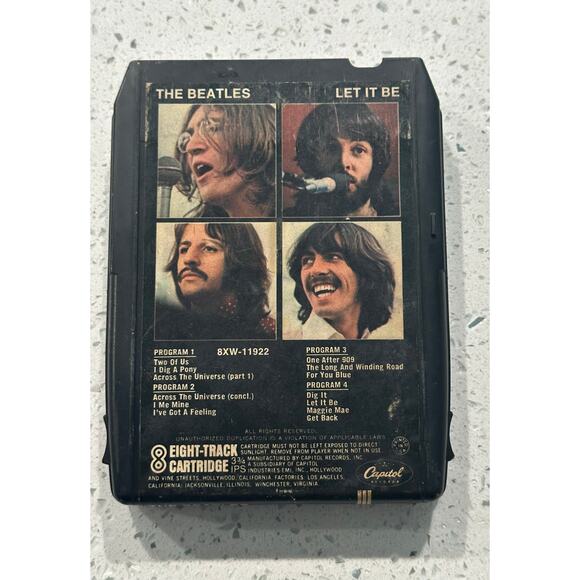 THE BEATLES LET IT BE
8XW-11922
PROGRAM 1
Two Of Us
I Dig A Pony
Across The Universe (part 1)
PROGRAM 2
Across The Universe (concl.)
I Me Mine
I've Got A Feeling
PROGRAM 3
One After 909
The Long And Winding Road
For You Blue
PROGRAM 4
Dig It
Let It Be
Maggie Mae
Get Back
ALL RIGHTS RESERVED.
UNAUTHORIZED DUPLICATION IS A VIOLATION OF APPLICABLE LAWS
8 EIGHT-TRACK CARTRIDGE
3¾ IPS
CARTRIDGE MUST NOT BE LEFT EXPOSED TO DIRECT
SUNLIGHT. REMOVE FROM PLAYER WHEN NOT IN USE
MANUFACTURED BY CAPITOL RECORDS, INC.
A SUBSIDIARY OF CAPITOL
INDUSTRIES-EMI, INC., HOLLYWOOD
AND VINE STREETS, HOLLYWOOD, CALIFORNIA. FACTORIES: LOS ANGELES,
CALIFORNIA; JACKSONVILLE, ILLINOIS; WINCHESTER, VIRGINIA.
Capitol
RECORDS